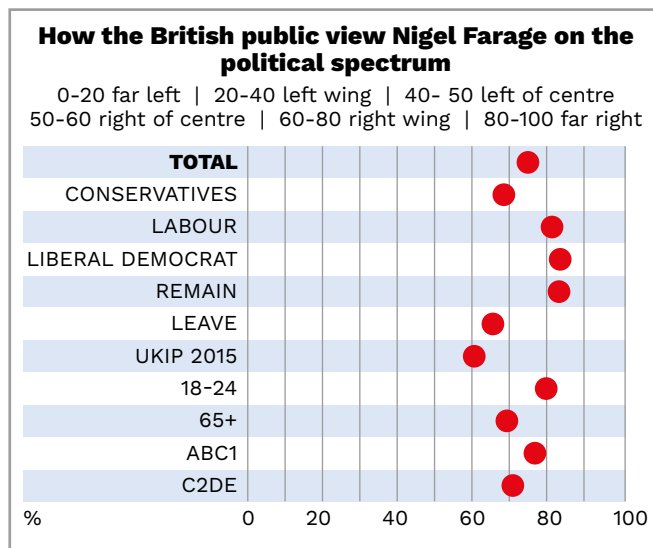 How the British public view Nigel Farage on the
political spectrum
0-20 far left | 20-40 left wing | 40- 50 left of centre
50-60 right of centre | 60-80 right wing | 80-100 far right
TOTAL
CONSERVATIVES
LABOUR
LIBERAL DEMOCRAT
REMAIN
LEAVE
UKIP 2015
18-24
65+
ABC1
C2DE
% 0 20 40 60 80 100